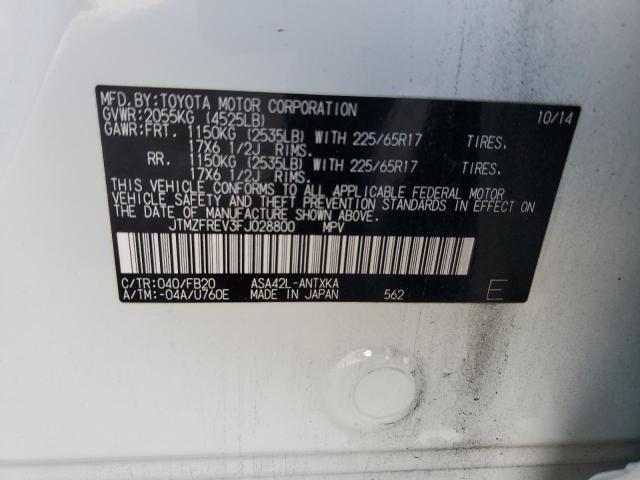 MFD.BY:TOYOTA MOTOR CORPORATION 10/14
GVWR:2055KG (4525LB)
GAWR:FRT. 1150KG (2535LB) WITH 225/65R17 TIRES.
17X6 1/2J RIMS.
RR. 1150KG (2535LB) WITH 225/65R17 TIRES.
17X6 1/2J RIMS.
THIS VEHICLE CONFORMS TO ALL APPLICABLE FEDERAL MOTOR
VEHICLE SAFETY AND THEFT PREVENTION STANDARDS IN EFFECT ON
THE DATE OF MANUFACTURE SHOWN ABOVE.
JTMZFREV3FJ028800 MPV
C/TR:040/FB20 ASA42L-ANTXKA
A/TM:-04A/U760E MADE IN JAPAN 562 E